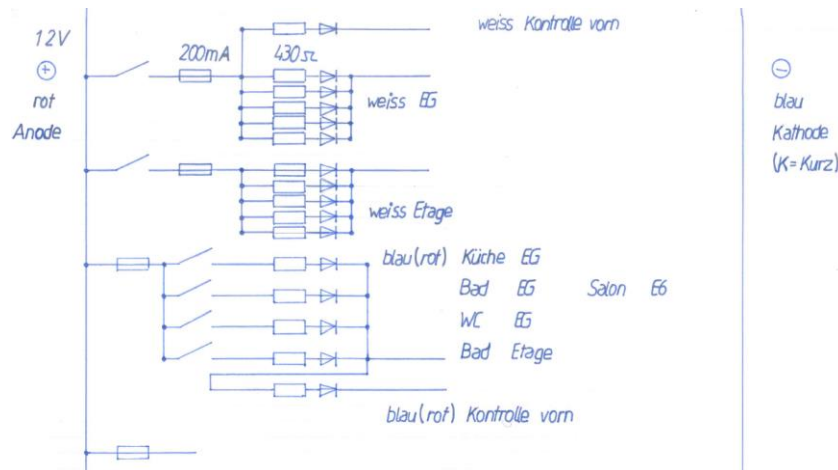 weiss Kontrolle vorn
12V
200mA 430Ω
+
rot
Anode
weiss EG
−
blau
Kathode
(K=Kurz)
weiss Etage
blau(rot) Küche EG
Bad EG Salon EG
WC EG
Bad Etage
blau(rot) Kontrolle vorn